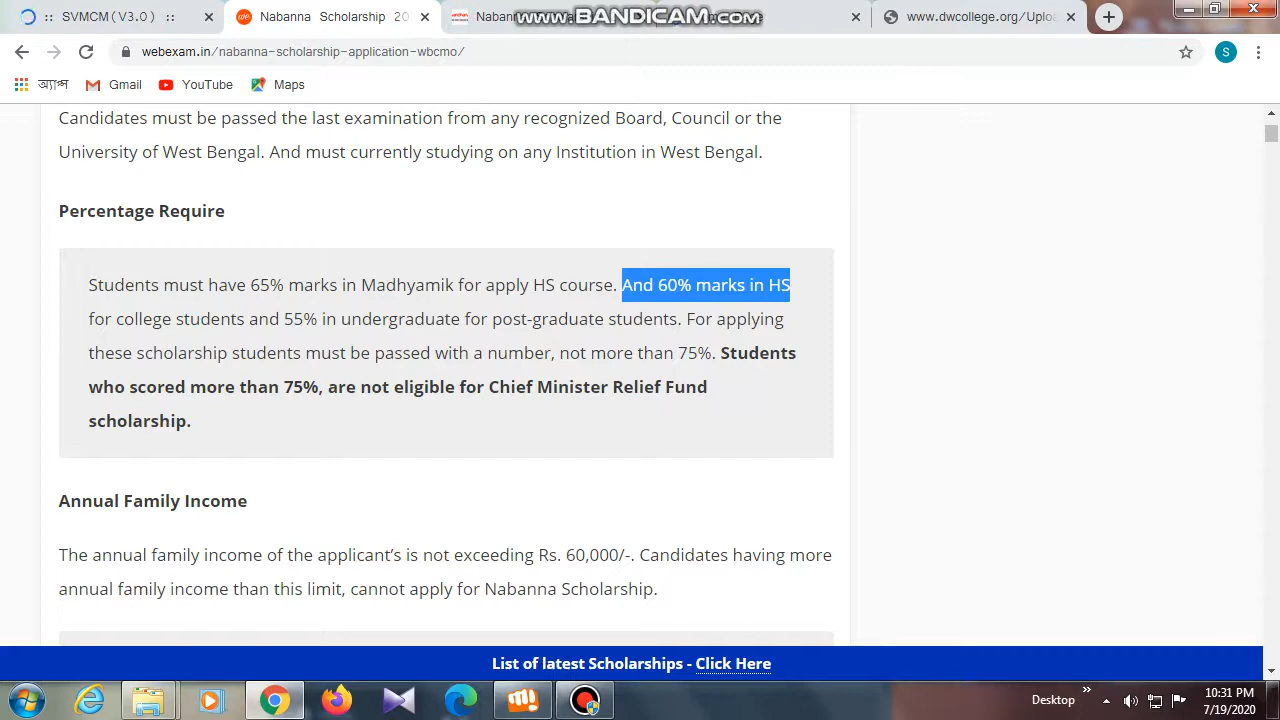 :: SVMCM ( V3.0 ) ::
Nabanna Scholarship 20
Naban
www.BANDICAM.com
www.dwcollege.org/Uploa
webexam.in/nabanna-scholarship-application-wbcmo/
S
অ্যাপ্স
Gmail
YouTube
Maps
Candidates must be passed the last examination from any recognized Board, Council or the
University of West Bengal. And must currently studying on any Institution in West Bengal.
Percentage Require
Students must have 65% marks in Madhyamik for apply HS course. And 60% marks in HS
for college students and 55% in undergraduate for post-graduate students. For applying
these scholarship students must be passed with a number, not more than 75%. Students
who scored more than 75%, are not eligible for Chief Minister Relief Fund
scholarship.
Annual Family Income
The annual family income of the applicant's is not exceeding Rs. 60,000/-. Candidates having more
annual family income than this limit, cannot apply for Nabanna Scholarship.
List of latest Scholarships - Click Here
Desktop
10:31 PM
7/19/2020